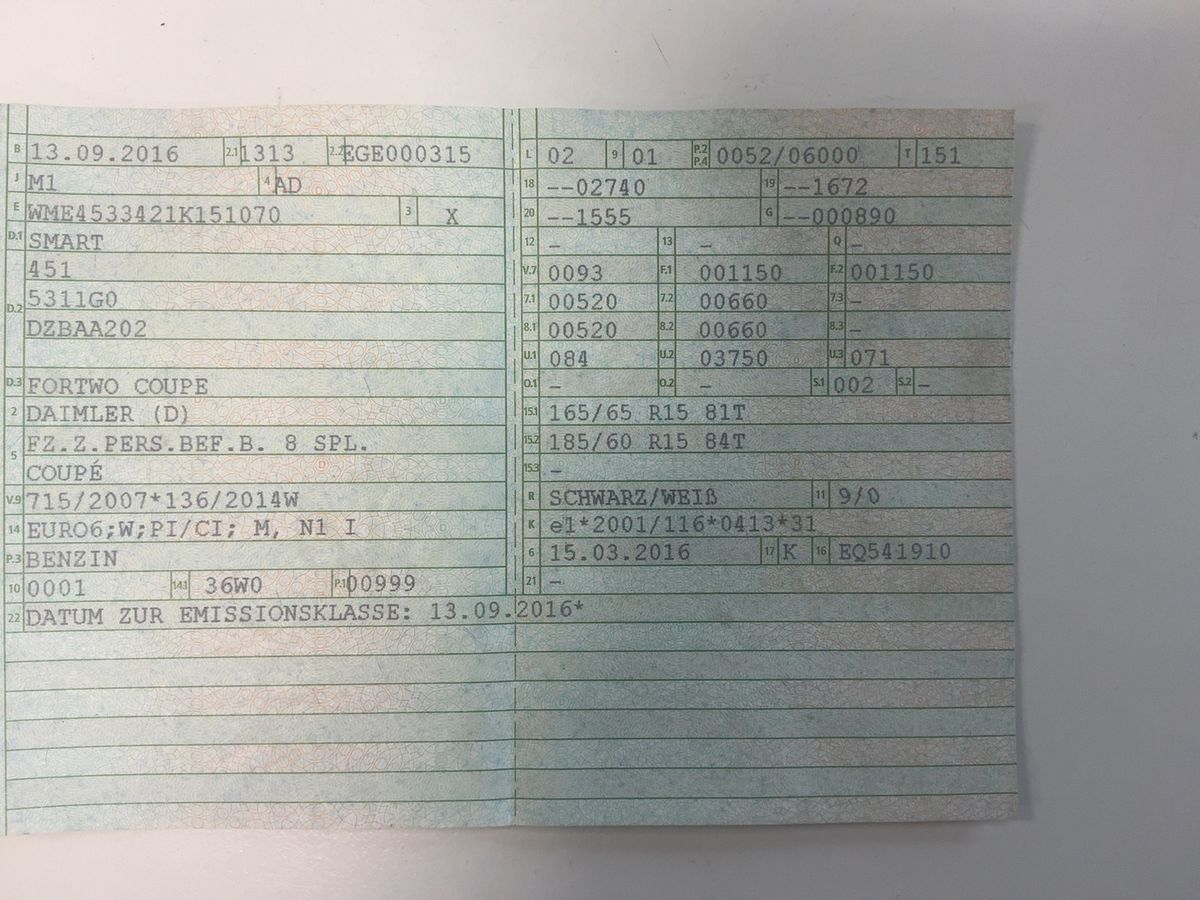 B 13.09.2016 2.1 1313 2.2 EGE000315
J M1 4 AD
E WME4533421K151070 3 X
D.1 SMART
451
D.2 5311G0
DZBAA202
D.3 FORTWO COUPE
2 DAIMLER (D)
5 FZ.Z.PERS.BEF.B. 8 SPL.
COUPÉ
V.9 715/2007*136/2014W
14 EURO6;W;PI/CI; M, N1 I
P.3 BENZIN
10 0001 14.1 36W0 P.1 00999
22 DATUM ZUR EMISSIONSKLASSE: 13.09.2016*
L 02 9 01 P.2 P.4 0052/06000 T 151
18 --02740 19 --1672
20 --1555 G --000890
12 – 13 – Q –
V.7 0093 F.1 001150 F.2 001150
7.1 00520 7.2 00660 7.3 –
8.1 00520 8.2 00660 8.3 –
U.1 084 U.2 03750 U.3 071
O.1 – O.2 – S.1 002 S.2 –
15.1 165/65 R15 81T
15.2 185/60 R15 84T
15.3 –
R SCHWARZ/WEIß 11 9/0
K e1*2001/116*0413*31
6 15.03.2016 17 K 16 EQ541910
21 –